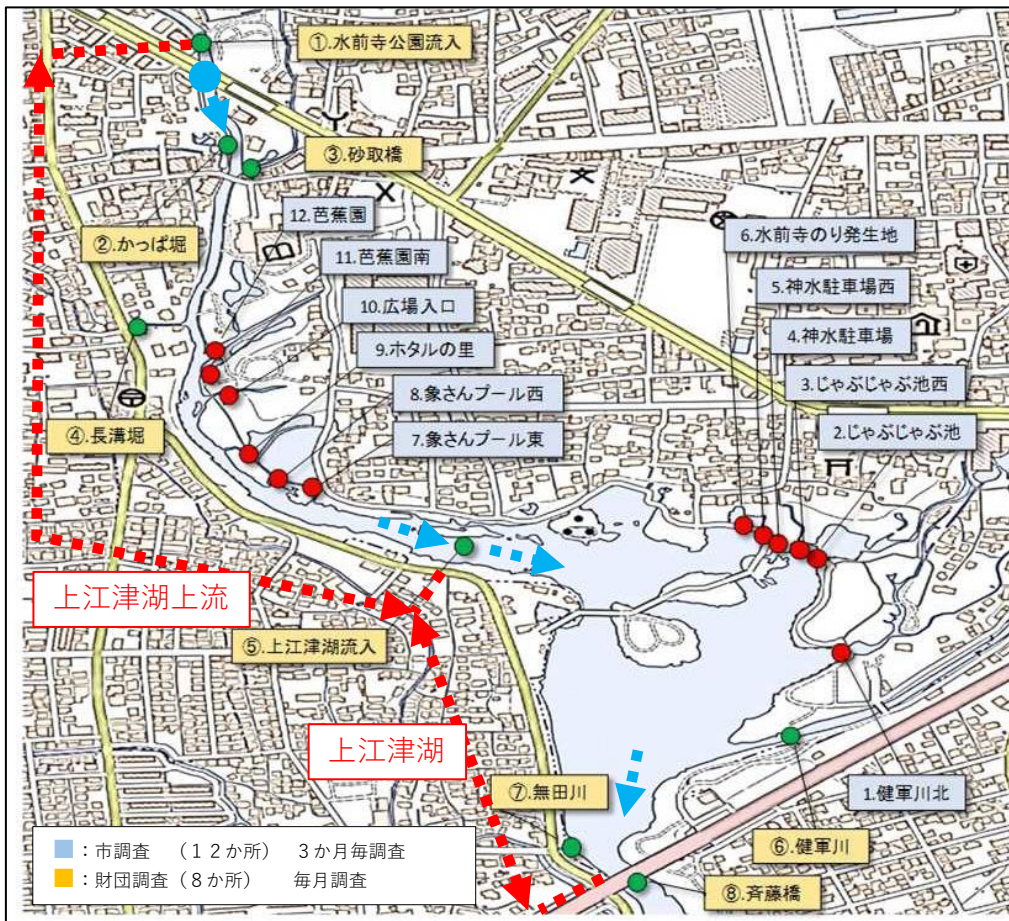 ①.水前寺公園流入
③.砂取橋
12.芭蕉園
②.かっぱ堀
11.芭蕉園南
6.水前寺のり発生地
10.広場入口
5.神水駐車場西
9.ホタルの里
4.神水駐車場
8.象さんプール西
3.じゃぶじゃぶ池西
④.長溝堀
7.象さんプール東
2.じゃぶじゃぶ池
上江津湖上流
⑤.上江津湖流入
上江津湖
⑦.無田川
1.健軍川北
⑥.健軍川
⑧.斉藤橋
：市調査 （１２か所） ３か月毎調査
：財団調査（８か所） 毎月調査